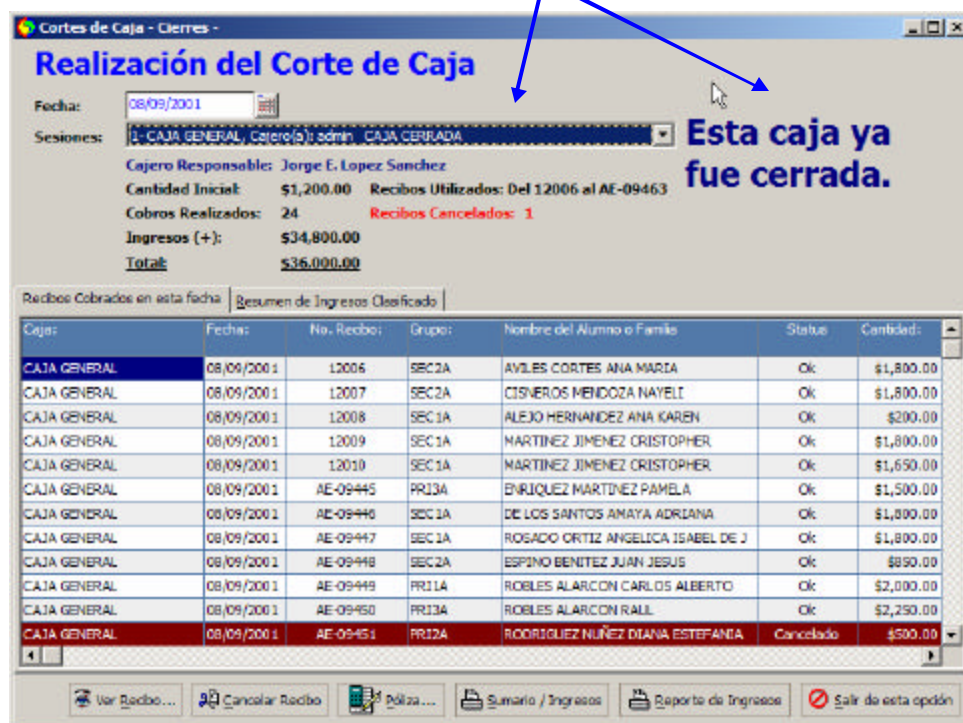 Cortes de Caja - Cierres -
Realización del Corte de Caja
Fecha: 08/09/2001
Sesiones: 1- CAJA GENERAL, Cajero(a): admin CAJA CERRADA
Esta caja ya
fue cerrada.
Cajero Responsable: Jorge E. Lopez Sanchez
Cantidad Inicial: $1,200.00 Recibos Utilizados: Del 12006 al AE-09463
Cobros Realizados: 24 Recibos Cancelados: 1
Ingresos (+): $34,800.00
Total: $36,000.00
Recibos Cobrados en esta fecha Resumen de Ingresos Clasificado
Caja: Fecha: No. Recibo: Grupo: Nombre del Alumno o Familia Status Cantidad:
CAJA GENERAL 08/09/2001 12006 SEC2A AVILES CORTES ANA MARIA Ok $1,800.00
CAJA GENERAL 08/09/2001 12007 SEC2A CISNEROS MENDOZA NAYELI Ok $1,800.00
CAJA GENERAL 08/09/2001 12008 SEC1A ALEJO HERNANDEZ ANA KAREN Ok $200.00
CAJA GENERAL 08/09/2001 12009 SEC1A MARTINEZ JIMENEZ CRISTOPHER Ok $1,800.00
CAJA GENERAL 08/09/2001 12010 SEC1A MARTINEZ JIMENEZ CRISTOPHER Ok $1,650.00
CAJA GENERAL 08/09/2001 AE-09445 PRI3A ENRIQUEZ MARTINEZ PAMELA Ok $1,500.00
CAJA GENERAL 08/09/2001 AE-09446 SEC1A DE LOS SANTOS AMAYA ADRIANA Ok $1,800.00
CAJA GENERAL 08/09/2001 AE-09447 SEC1A ROSADO ORTIZ ANGELICA ISABEL DE J Ok $1,800.00
CAJA GENERAL 08/09/2001 AE-09448 SEC2A ESPINO BENITEZ JUAN JESUS Ok $850.00
CAJA GENERAL 08/09/2001 AE-09449 PRI1A ROBLES ALARCON CARLOS ALBERTO Ok $2,000.00
CAJA GENERAL 08/09/2001 AE-09450 PRI3A ROBLES ALARCON RAUL Ok $2,250.00
CAJA GENERAL 08/09/2001 AE-09451 PRI2A RODRIGUEZ NUÑEZ DIANA ESTEFANIA Cancelado $500.00
Ver Recibo... Cancelar Recibo Póliza... Sumario / Ingresos Reporte de Ingresos Salir de esta opción